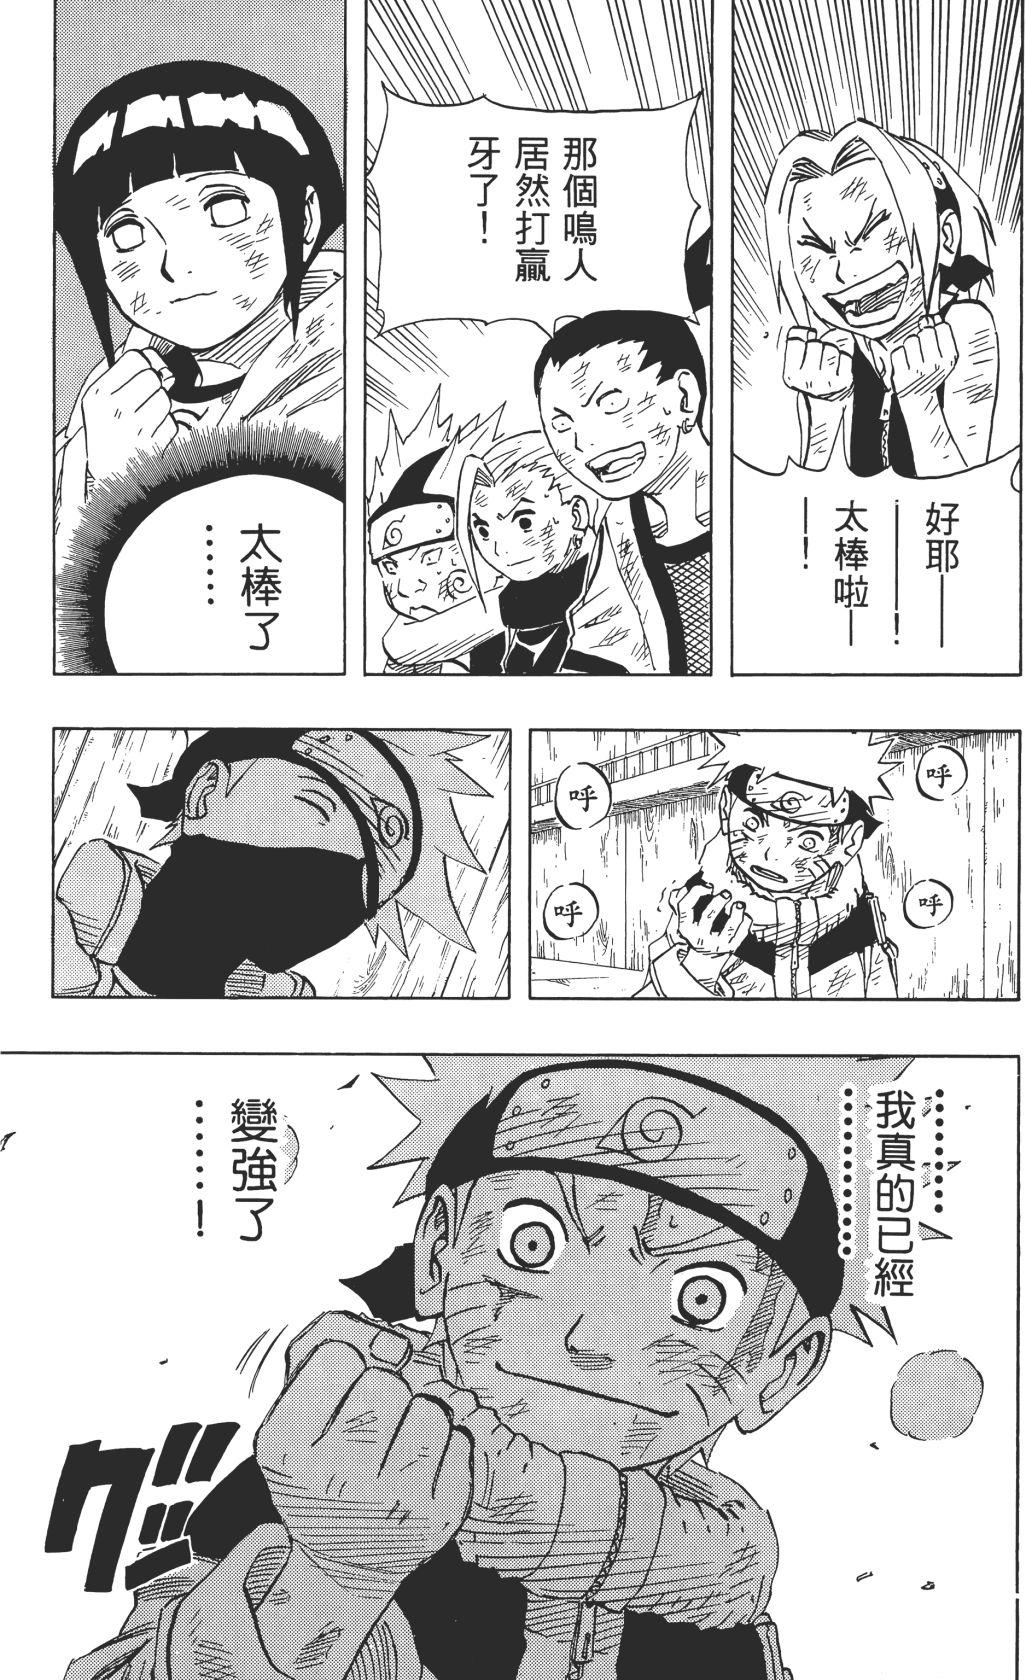 好耶—
—！
太棒啦—
—！
那個鳴人
居然打贏
牙了！
太棒了
……
呼
呼
呼
呼
………
我真的已經
………
變強了
……！
グッ